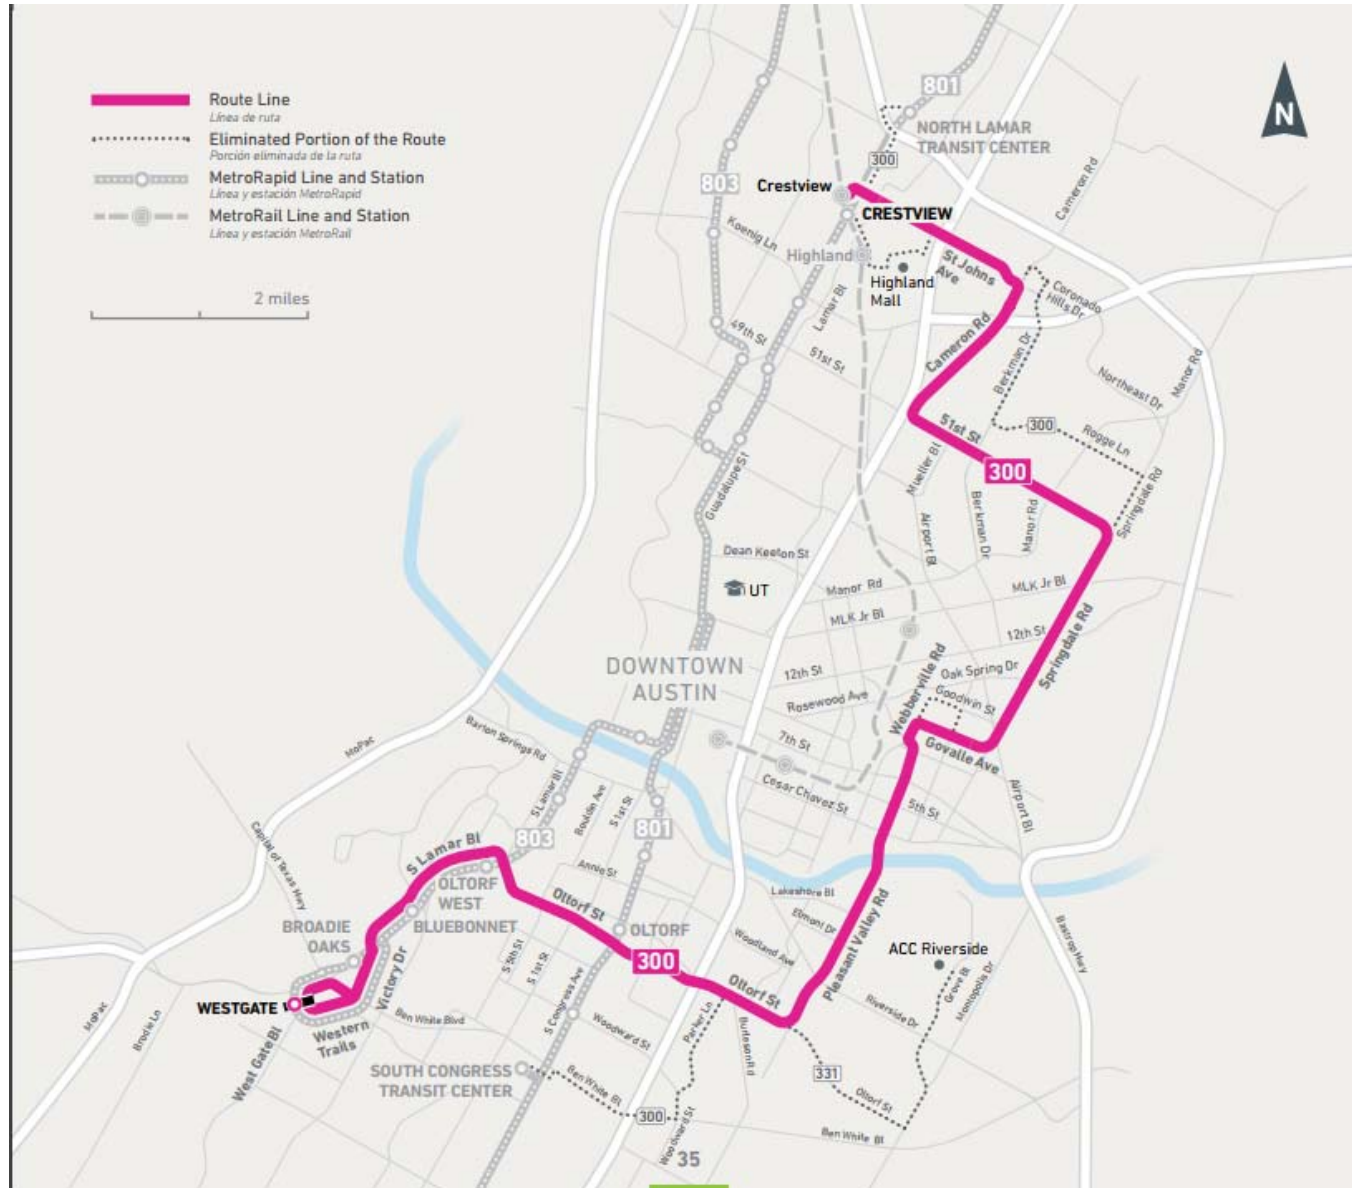 Route Line
Línea de ruta
Eliminated Portion of the Route
Porción eliminada de la ruta
MetroRapid Line and Station
Línea y estación MetroRapid
MetroRail Line and Station
Línea y estación MetroRail
2 miles
N
801
NORTH LAMAR
TRANSIT CENTER
300
803
Crestview
CRESTVIEW
Cameron Rd
Koenig Ln
Highland
St Johns
Ave
Highland
Mall
Coronado
Hills Dr
Lamar Bl
49th St
51st St
Cameron Rd
Berkman Dr
Northeast Dr
Manor Rd
51st St
300
Rogge Ln
300
Mueller Bl
Springdale Rd
Guadalupe St
Airport Bl
Berkman Dr
Manor Rd
Dean Keeton St
UT
Manor Rd
MLK Jr Bl
MLK Jr Bl
12th St
Springdale Rd
DOWNTOWN
AUSTIN
12th St
Webberville Rd
Oak Spring Dr
Goodwin St
Rosewood Ave
Govalle Ave
7th St
Barton Springs Rd
MoPac
Cesar Chavez St
5th St
Airport Bl
S Lamar Bl
Bouldin Ave
S 1st St
803
801
Capital of Texas Hwy
S Lamar Bl
Annie St
OLTORF
WEST
Oltorf St
Lakeshore Bl
Elmont Dr
Pleasant Valley Rd
BROADIE
OAKS
BLUEBONNET
OLTORF
Woodland Ave
Bastrop Hwy
ACC Riverside
300
Victory Dr
S 5th St
S 1st St
S Congress Ave
Oltorf St
Grove Bl
Montopolis Dr
WESTGATE
MoPac
Brodie Ln
West Gate Bl
Western
Trails
Ben White Blvd
Woodward St
Parker Ln
Burleson Rd
Riverside Dr
SOUTH CONGRESS
TRANSIT CENTER
Ben White Bl
300
331
Oltorf St
Woodward St
Ben White Bl
35